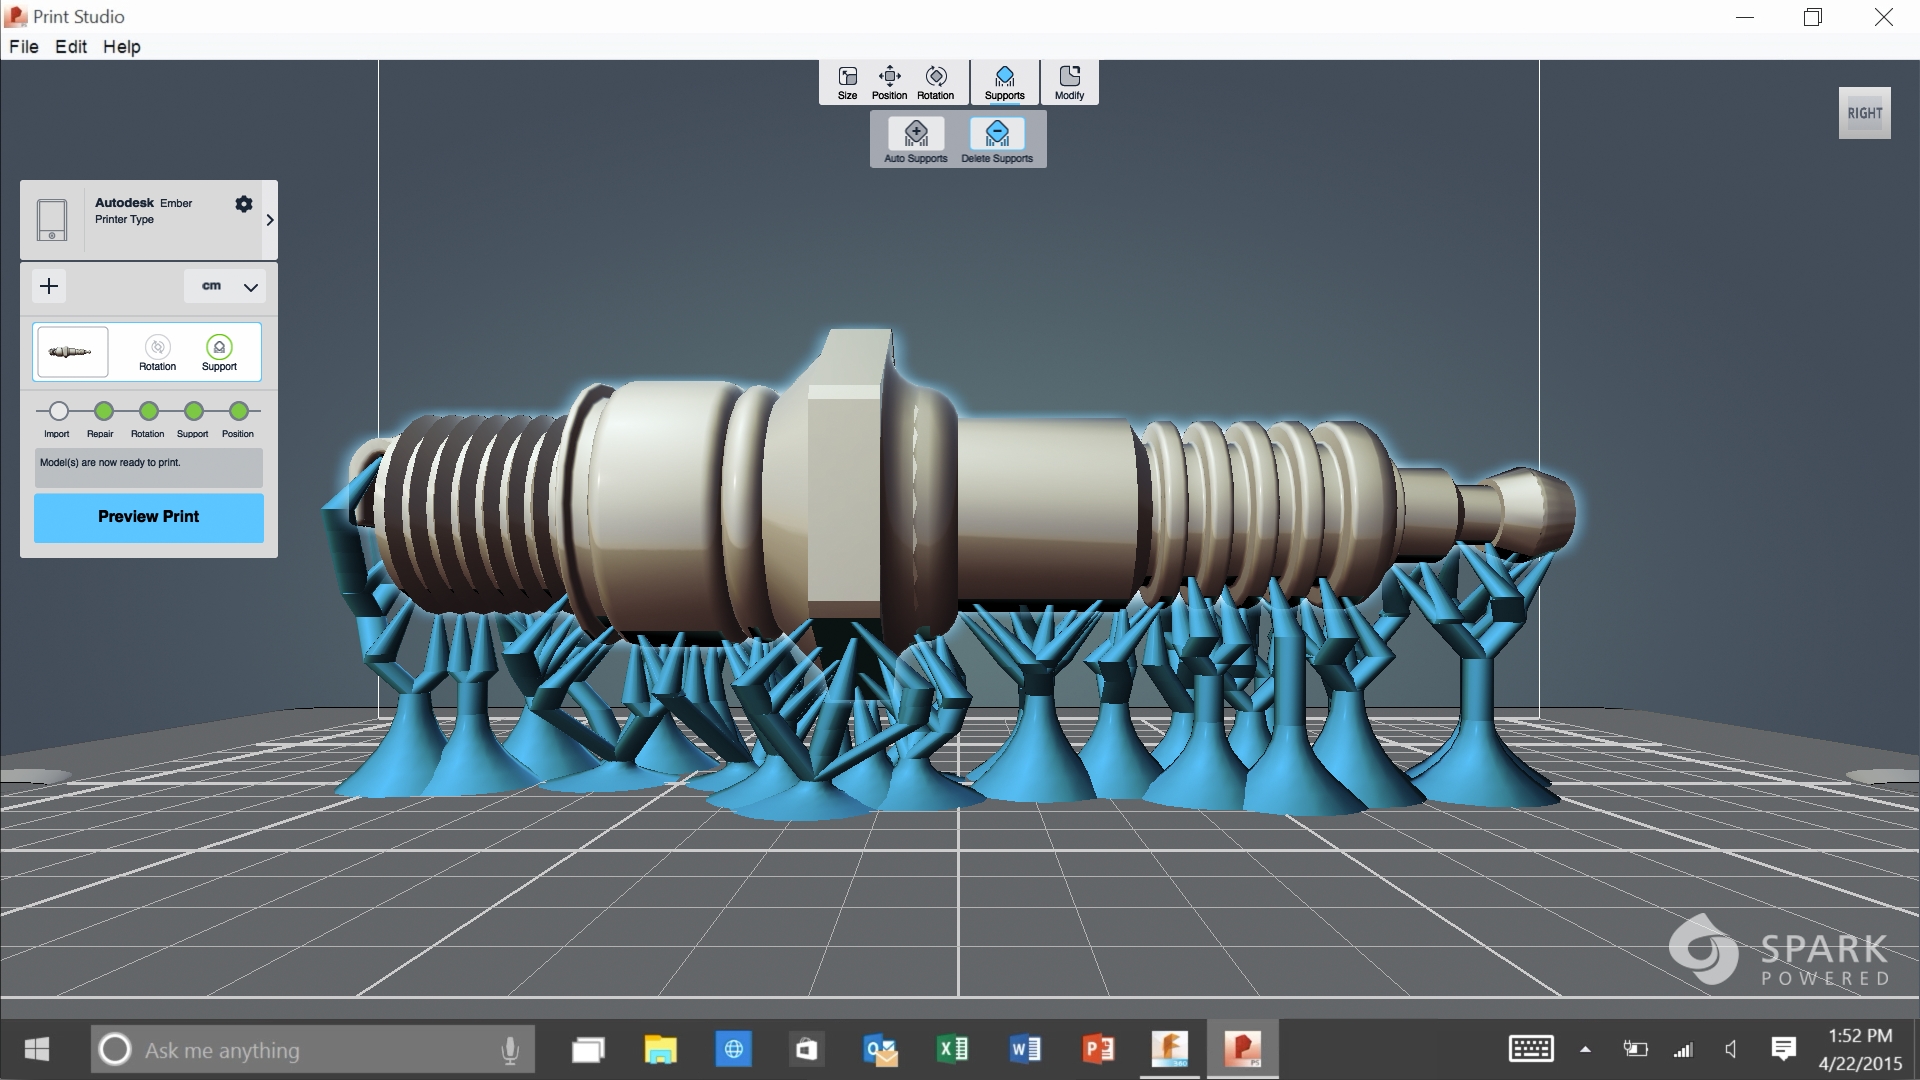 Print Studio
File Edit Help
Size Position Rotation Supports Modify
Auto Supports Delete Supports
RIGHT
Autodesk Ember
Printer Type
cm
Rotation Support
Import Repair Rotation Support Position
Model(s) are now ready to print.
Preview Print
SPARK
POWERED
Ask me anything
1:52 PM
4/22/2015